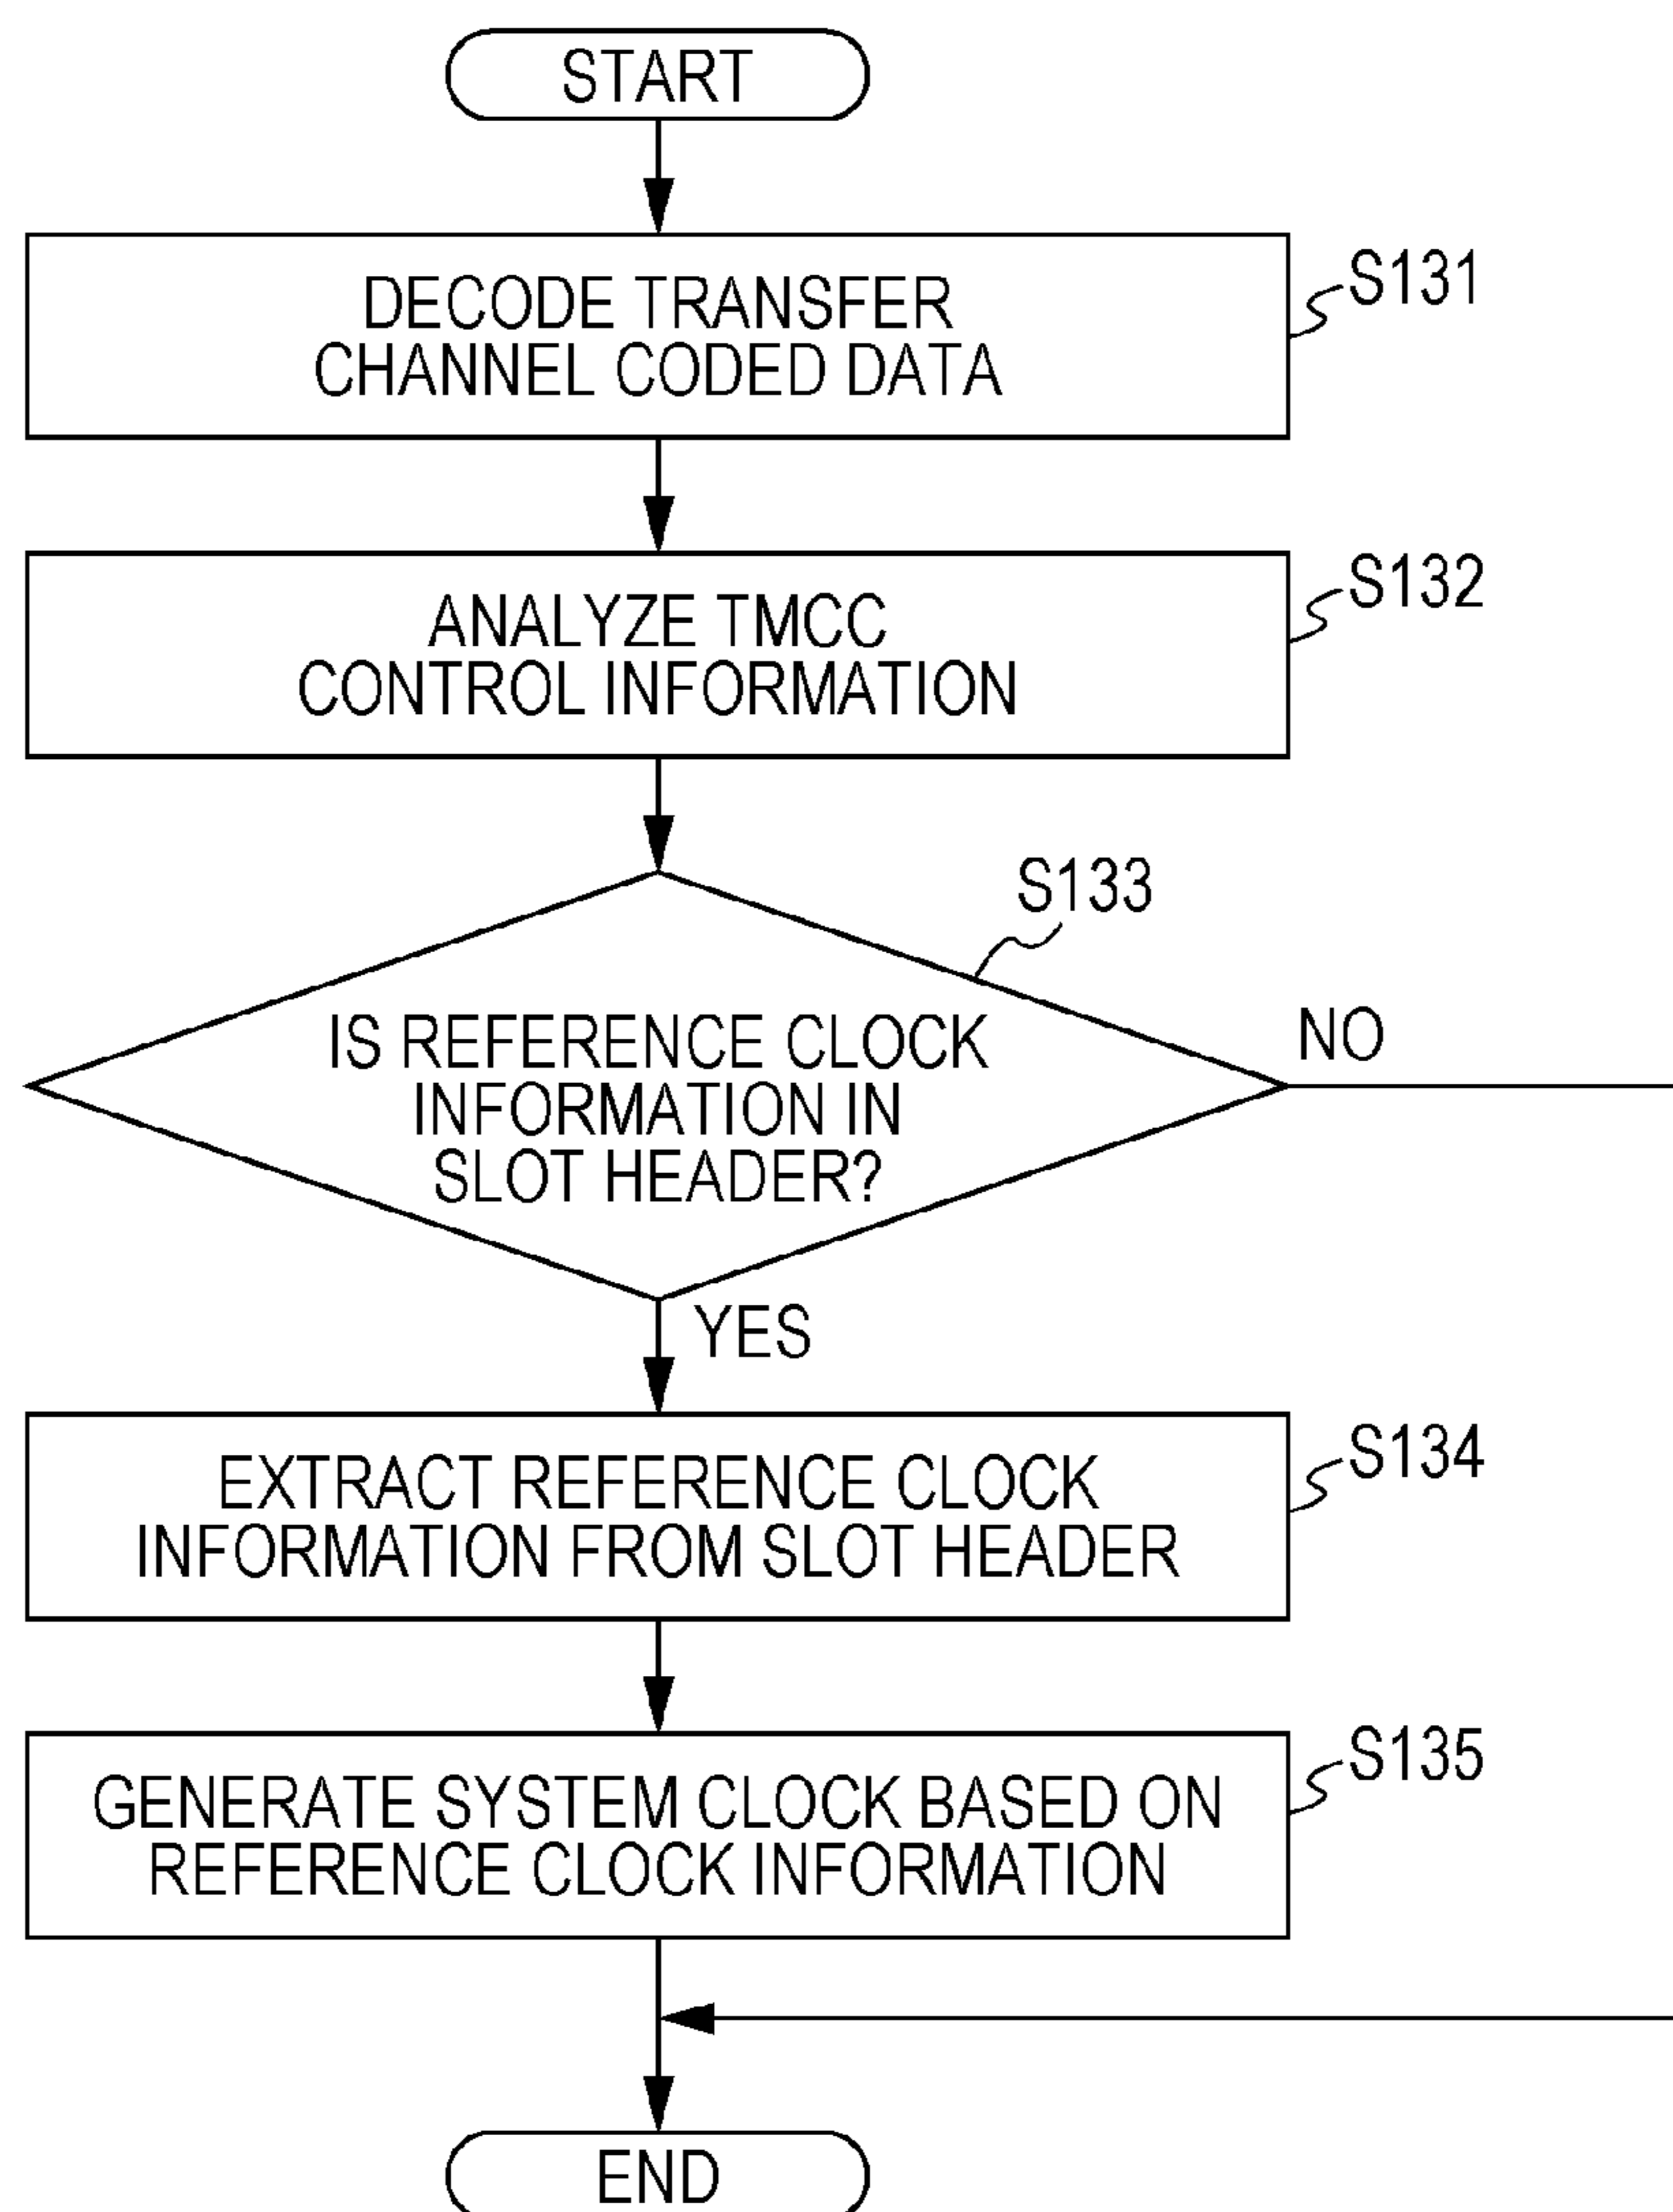 START
DECODE TRANSFER
CHANNEL CODED DATA
S131
ANALYZE TMCC
CONTROL INFORMATION
S132
S133
IS REFERENCE CLOCK
INFORMATION IN
SLOT HEADER?
NO
YES
EXTRACT REFERENCE CLOCK
INFORMATION FROM SLOT HEADER
S134
GENERATE SYSTEM CLOCK BASED ON
REFERENCE CLOCK INFORMATION
S135
END